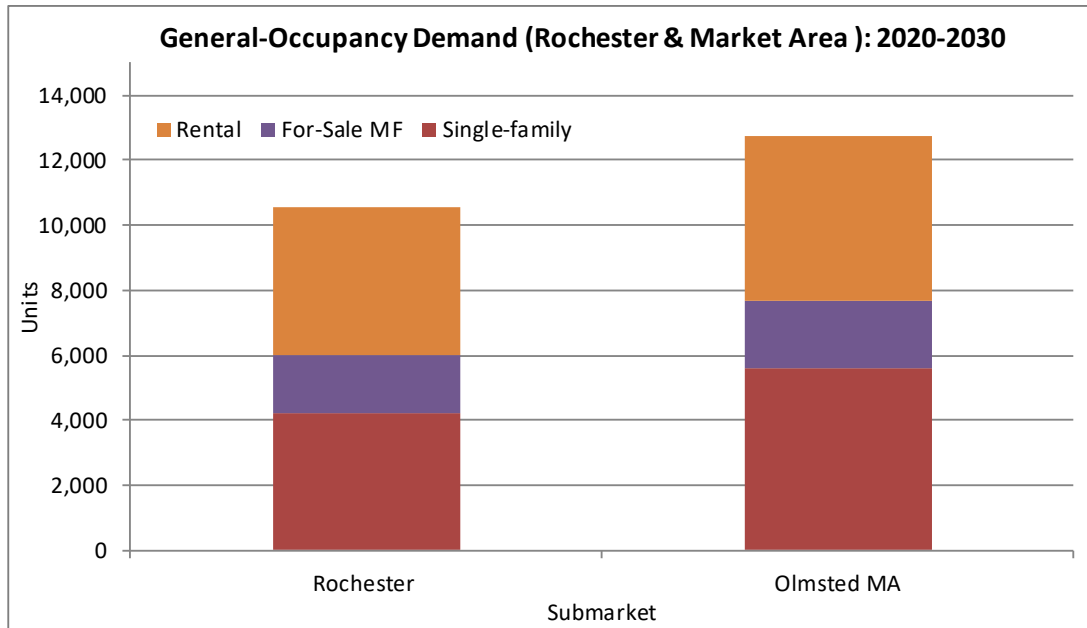 General-Occupancy Demand (Rochester & Market Area ): 2020-2030
14,000
Rental For-Sale MF Single-family
12,000
10,000
8,000
Units
6,000
4,000
2,000
0
Rochester Olmsted MA
Submarket